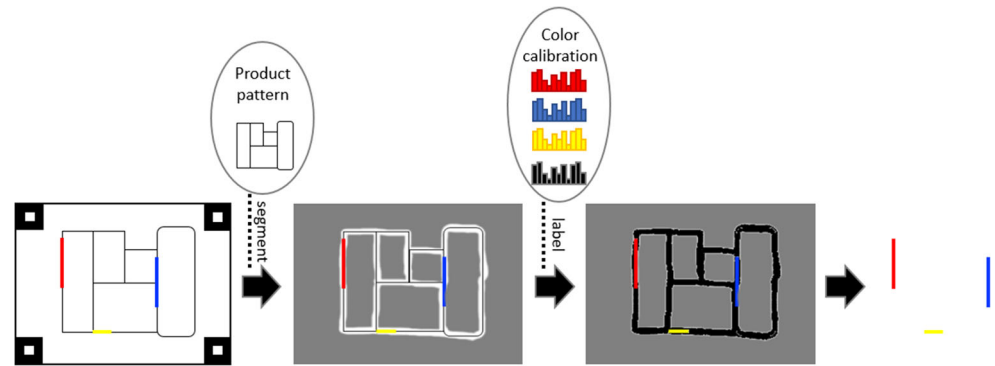 Product
pattern
segment
Color
calibration
label